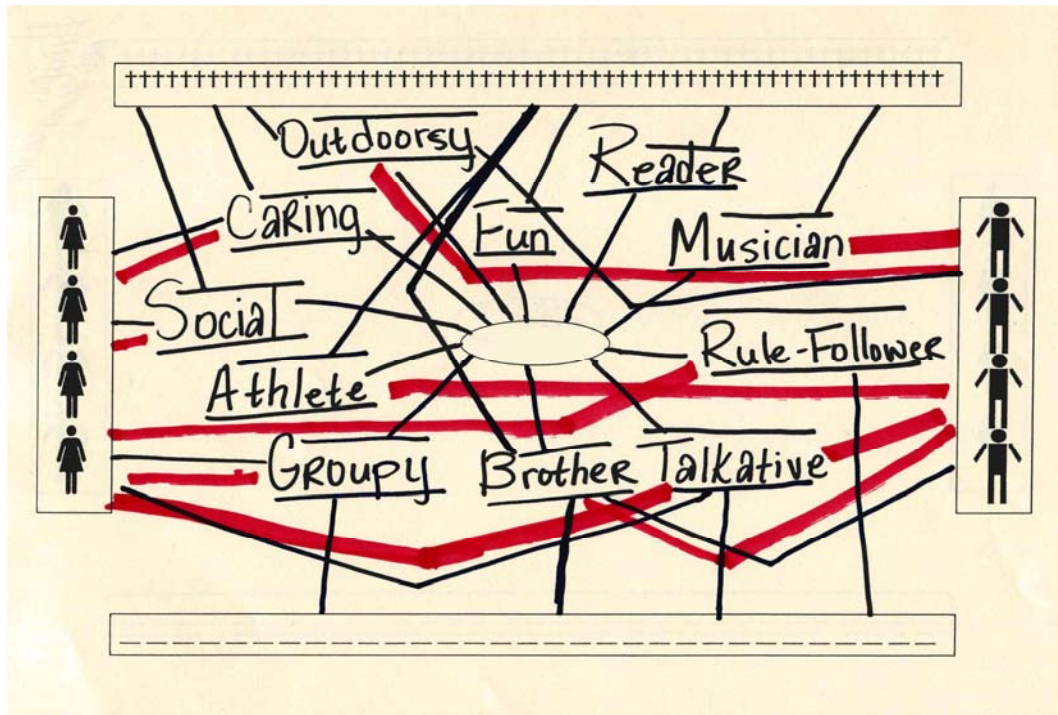 Outdoorsy
Reader
Caring
Fun
Musician
Social
Rule-Follower
Athlete
Groupy
Brother
Talkative